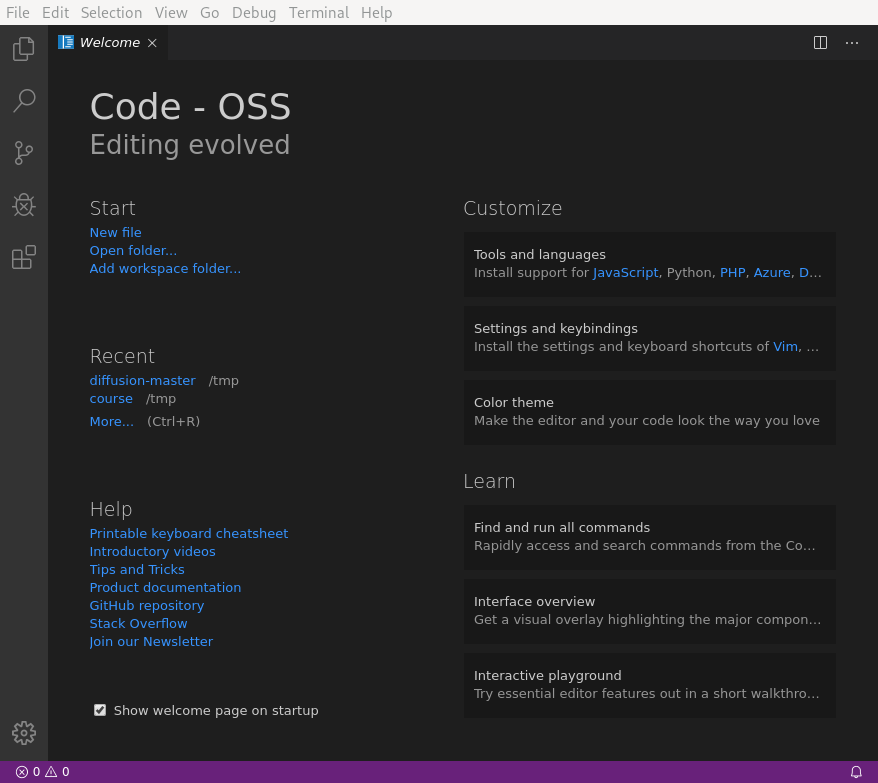 File Edit Selection View Go Debug Terminal Help
Welcome
Code - OSS
Editing evolved
Start
New file
Open folder...
Add workspace folder...
Recent
diffusion-master /tmp
course /tmp
More... (Ctrl+R)
Help
Printable keyboard cheatsheet
Introductory videos
Tips and Tricks
Product documentation
GitHub repository
Stack Overflow
Join our Newsletter
Show welcome page on startup
Customize
Tools and languages
Install support for JavaScript, Python, PHP, Azure, D...
Settings and keybindings
Install the settings and keyboard shortcuts of Vim, ...
Color theme
Make the editor and your code look the way you love
Learn
Find and run all commands
Rapidly access and search commands from the Co...
Interface overview
Get a visual overlay highlighting the major compon...
Interactive playground
Try essential editor features out in a short walkthro...
0 0